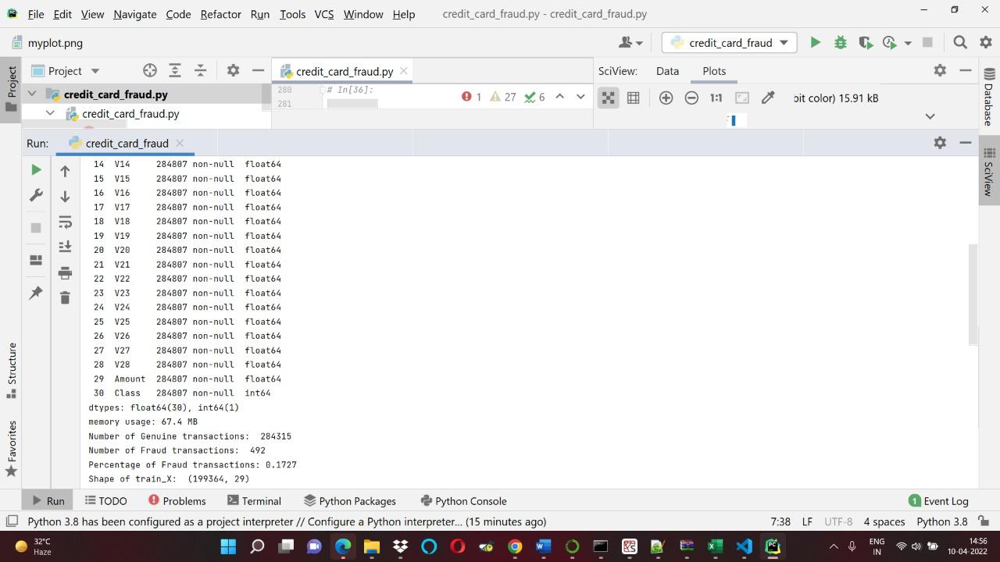 File Edit View Navigate Code Refactor Run Tools VCS Window Help credit_card_fraud.py - credit_card_fraud.py
myplot.png credit_card_fraud
Project credit_card_fraud.py SciView: Data Plots
credit_card_fraud.py 280 # In[36]: 1 27 6 1:1 bit color) 15.91 kB
281
credit_card_fraud.py
Run: credit_card_fraud
14 V14 284807 non-null float64
15 V15 284807 non-null float64
16 V16 284807 non-null float64
17 V17 284807 non-null float64
18 V18 284807 non-null float64
19 V19 284807 non-null float64
20 V20 284807 non-null float64
21 V21 284807 non-null float64
22 V22 284807 non-null float64
23 V23 284807 non-null float64
24 V24 284807 non-null float64
25 V25 284807 non-null float64
26 V26 284807 non-null float64
27 V27 284807 non-null float64
28 V28 284807 non-null float64
29 Amount 284807 non-null float64
30 Class 284807 non-null int64
dtypes: float64(30), int64(1)
memory usage: 67.4 MB
Number of Genuine transactions: 284315
Number of Fraud transactions: 492
Percentage of Fraud transactions: 0.1727
Shape of train_X: (199364, 29)
Project
Structure
Favorites
Database
SciView
Run TODO Problems Terminal Python Packages Python Console 1 Event Log
Python 3.8 has been configured as a project interpreter // Configure a Python interpreter... (15 minutes ago) 7:38 LF UTF-8 4 spaces Python 3.8
32°C ENG 14:56
Haze IN 10-04-2022